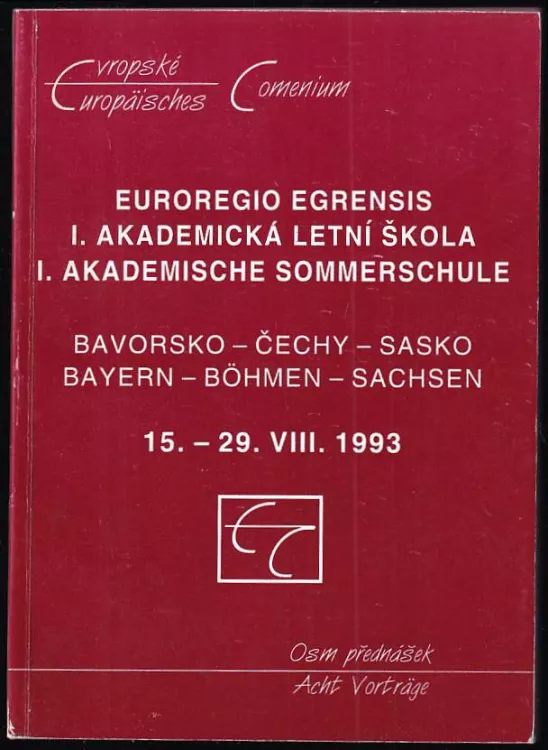 Evropské
Europäisches Comenium
EUROREGIO EGRENSIS
I. AKADEMICKÁ LETNÍ ŠKOLA
I. AKADEMISCHE SOMMERSCHULE
BAVORSKO – ČECHY – SASKO
BAYERN – BÖHMEN – SACHSEN
15. – 29. VIII. 1993
EC
Osm přednášek
Acht Vorträge